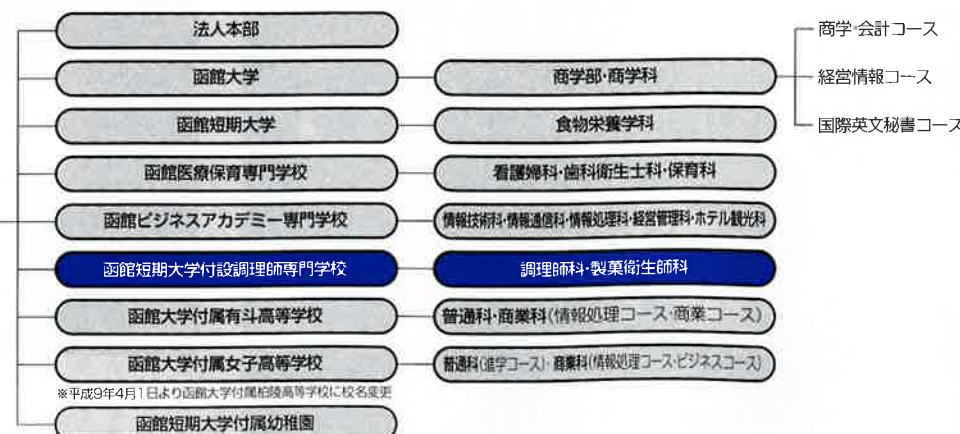 法人本部
函館大学
商学部・商学科
商学・会計コース
経営情報コース
国際英文秘書コース
函館短期大学
食物栄養学科
函館医療保育専門学校
看護婦科・歯科衛生士科・保育科
函館ビジネスアカデミー専門学校
情報技術科・情報通信科・情報処理科・経営管理科・ホテル観光科
函館短期大学付設調理師専門学校
調理師科・製菓衛生師科
函館大学付属有斗高等学校
普通科・商業科(情報処理コース・商業コース)
函館大学付属女子高等学校
普通科(進学コース)・商業科(情報処理コース・ビジネスコース)
※平成9年4月1日より函館大学付属柏稜高等学校に校名変更
函館短期大学付属幼稚園